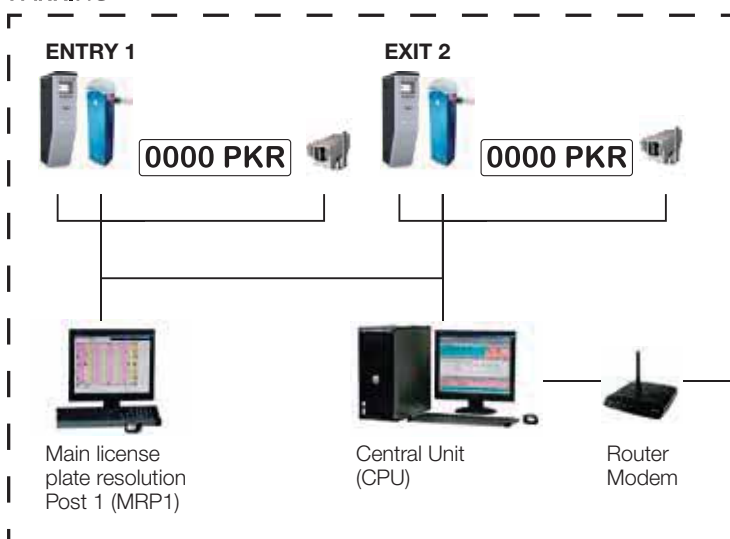 ENTRY 1
EXIT 2
0000 PKR
0000 PKR
Main license
plate resolution
Post 1 (MRP1)
Central Unit
(CPU)
Router
Modem